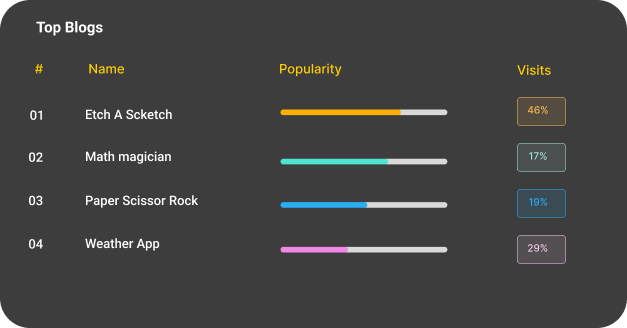 Top Blogs
# Name Popularity Visits
01 Etch A Scketch 46%
02 Math magician 17%
03 Paper Scissor Rock 19%
04 Weather App 29%